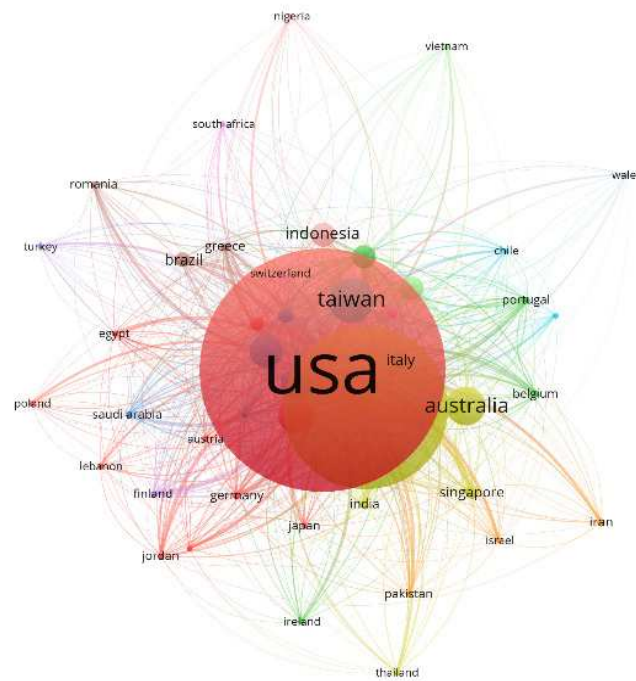 nigeria
vietnam
south africa
wale
romania
indonesia
turkey
greece
brazil
chile
switzerland
taiwan
portugal
egypt
italy
usa
belgium
poland
saudi arabia
australia
austria
lebanon
finland
germany
india
singapore
japan
iran
israel
jordan
pakistan
ireland
thailand